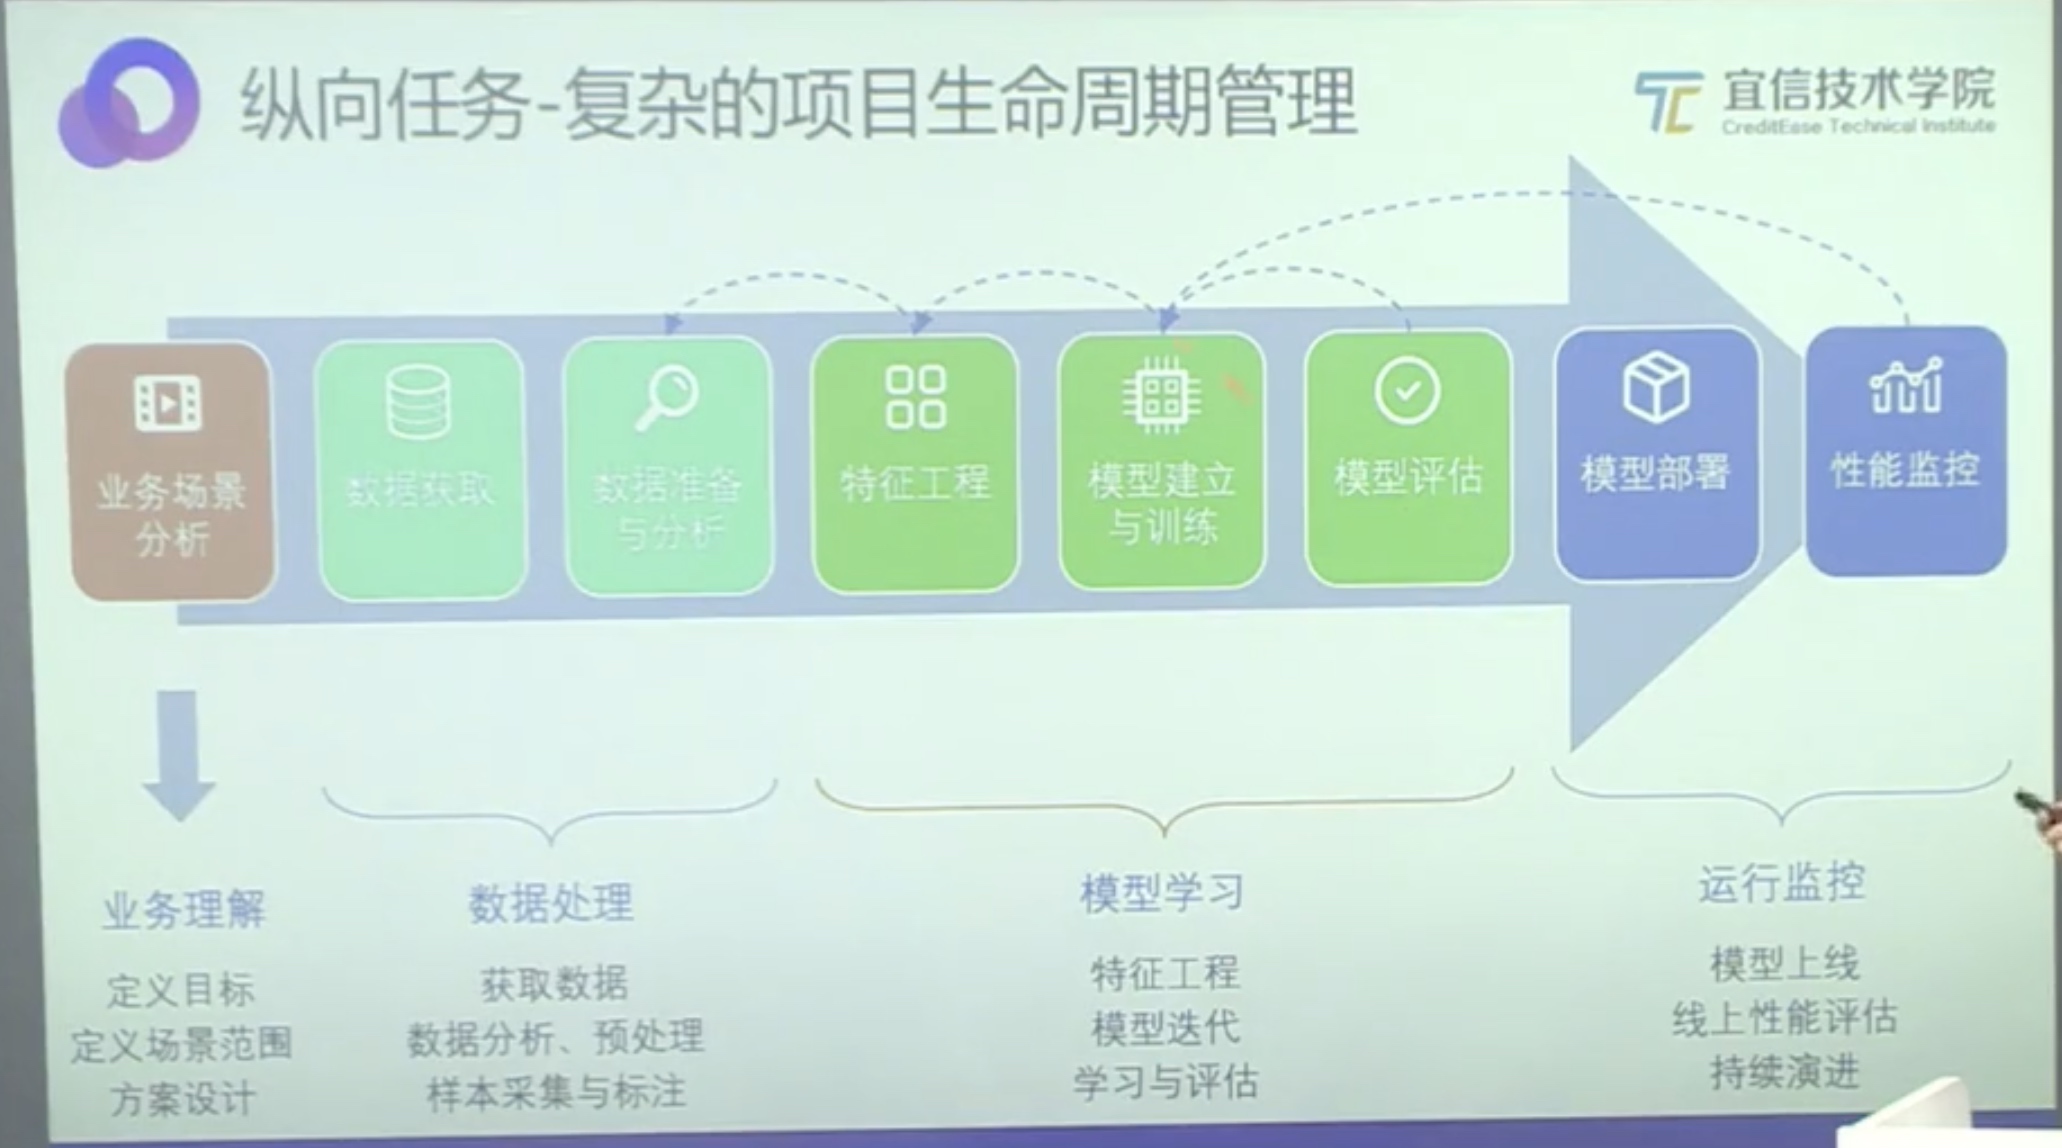 纵向任务-复杂的项目生命周期管理
宜信技术学院
CreditEase Technical Institute
业务场景
分析
数据获取
数据准备
与分析
特征工程
模型建立
与训练
模型评估
模型部署
性能监控
业务理解
定义目标
定义场景范围
方案设计
数据处理
获取数据
数据分析、预处理
样本采集与标注
模型学习
特征工程
模型迭代
学习与评估
运行监控
模型上线
线上性能评估
持续演进